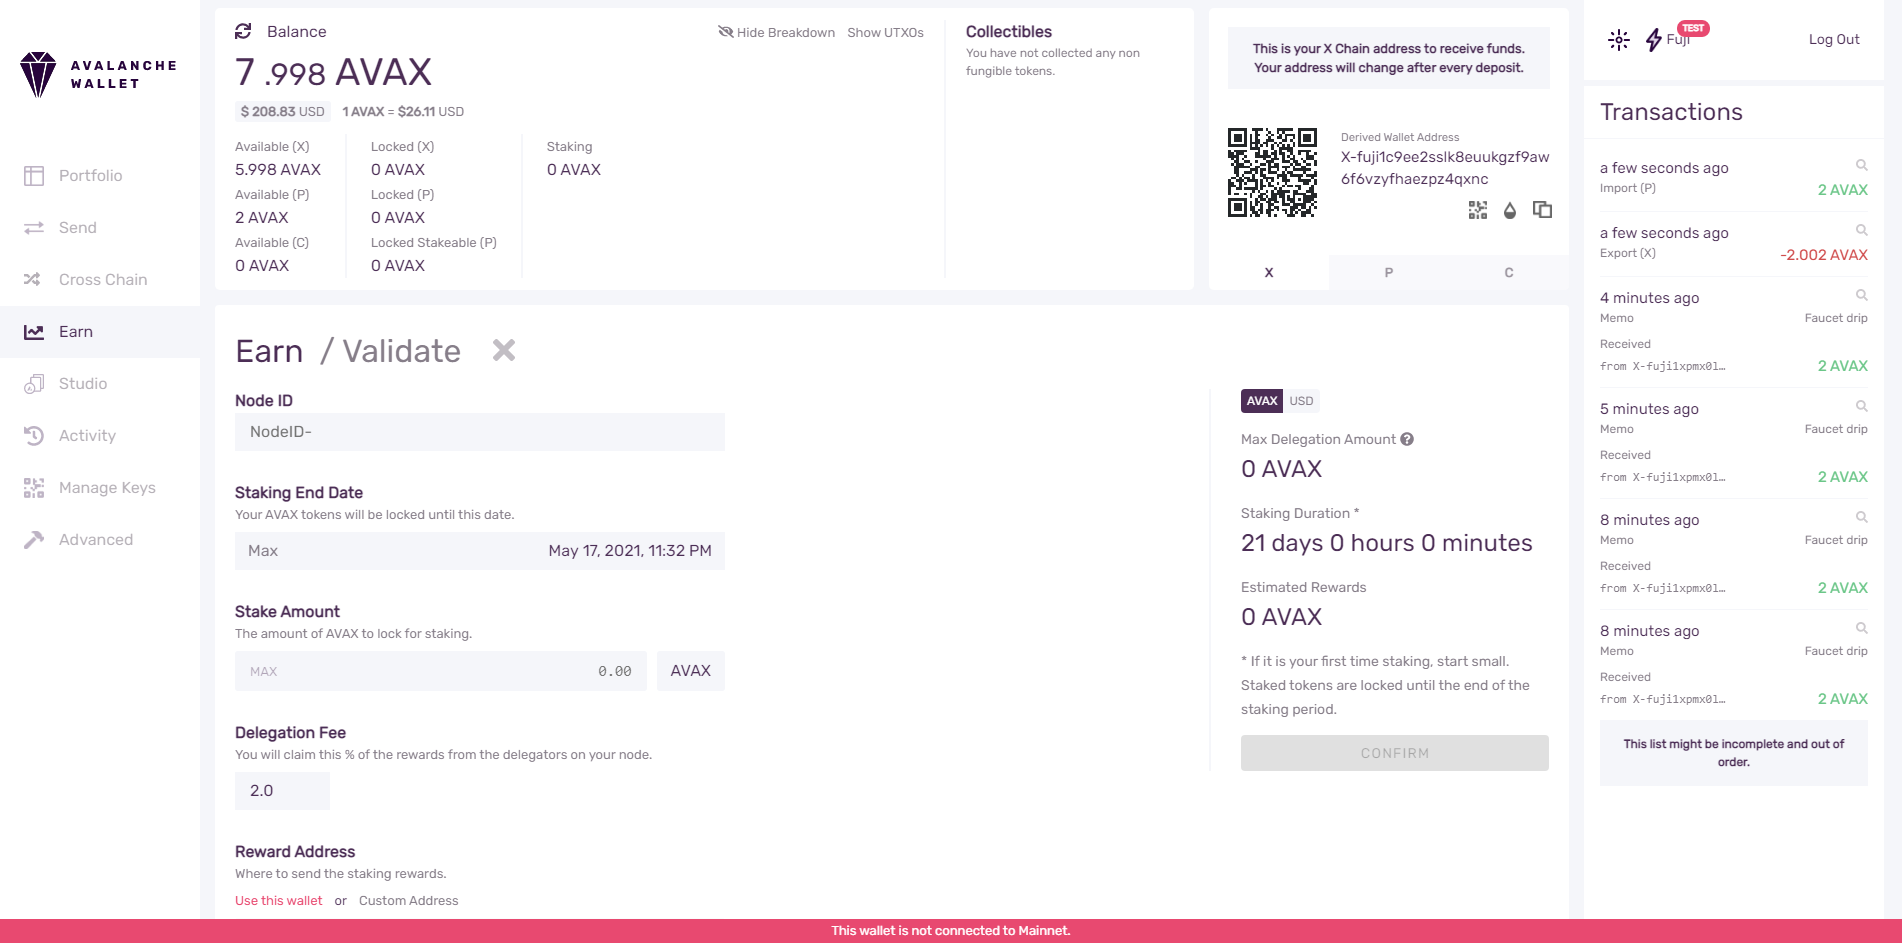 AVALANCHE
WALLET
Portfolio
Send
Cross Chain
Earn
Studio
Activity
Manage Keys
Advanced
Balance
Hide Breakdown Show UTXOs
7 .998 AVAX
$ 208.83 USD 1 AVAX = $26.11 USD
Available (X)
5.998 AVAX
Available (P)
2 AVAX
Available (C)
0 AVAX
Locked (X)
0 AVAX
Locked (P)
0 AVAX
Locked Stakeable (P)
0 AVAX
Staking
0 AVAX
Collectibles
You have not collected any non
fungible tokens.
This is your X Chain address to receive funds.
Your address will change after every deposit.
Derived Wallet Address
X-fuji1c9ee2sslk8euukgzf9aw
6f6vzyfhaezpz4qxnc
X P C
Earn / Validate
Node ID
NodeID-
Staking End Date
Your AVAX tokens will be locked until this date.
Max May 17, 2021, 11:32 PM
Stake Amount
The amount of AVAX to lock for staking.
MAX 0.00 AVAX
Delegation Fee
You will claim this % of the rewards from the delegators on your node.
2.0
Reward Address
Where to send the staking rewards.
Use this wallet or Custom Address
AVAX USD
Max Delegation Amount ?
0 AVAX
Staking Duration *
21 days 0 hours 0 minutes
Estimated Rewards
0 AVAX
* If it is your first time staking, start small.
Staked tokens are locked until the end of the
staking period.
CONFIRM
TEST
Fuji
Log Out
Transactions
a few seconds ago
Import (P) 2 AVAX
a few seconds ago
Export (X) -2.002 AVAX
4 minutes ago
Memo Faucet drip
Received
from X-fuji1xpmx0l… 2 AVAX
5 minutes ago
Memo Faucet drip
Received
from X-fuji1xpmx0l… 2 AVAX
8 minutes ago
Memo Faucet drip
Received
from X-fuji1xpmx0l… 2 AVAX
8 minutes ago
Memo Faucet drip
Received
from X-fuji1xpmx0l… 2 AVAX
This list might be incomplete and out of
order.
This wallet is not connected to Mainnet.